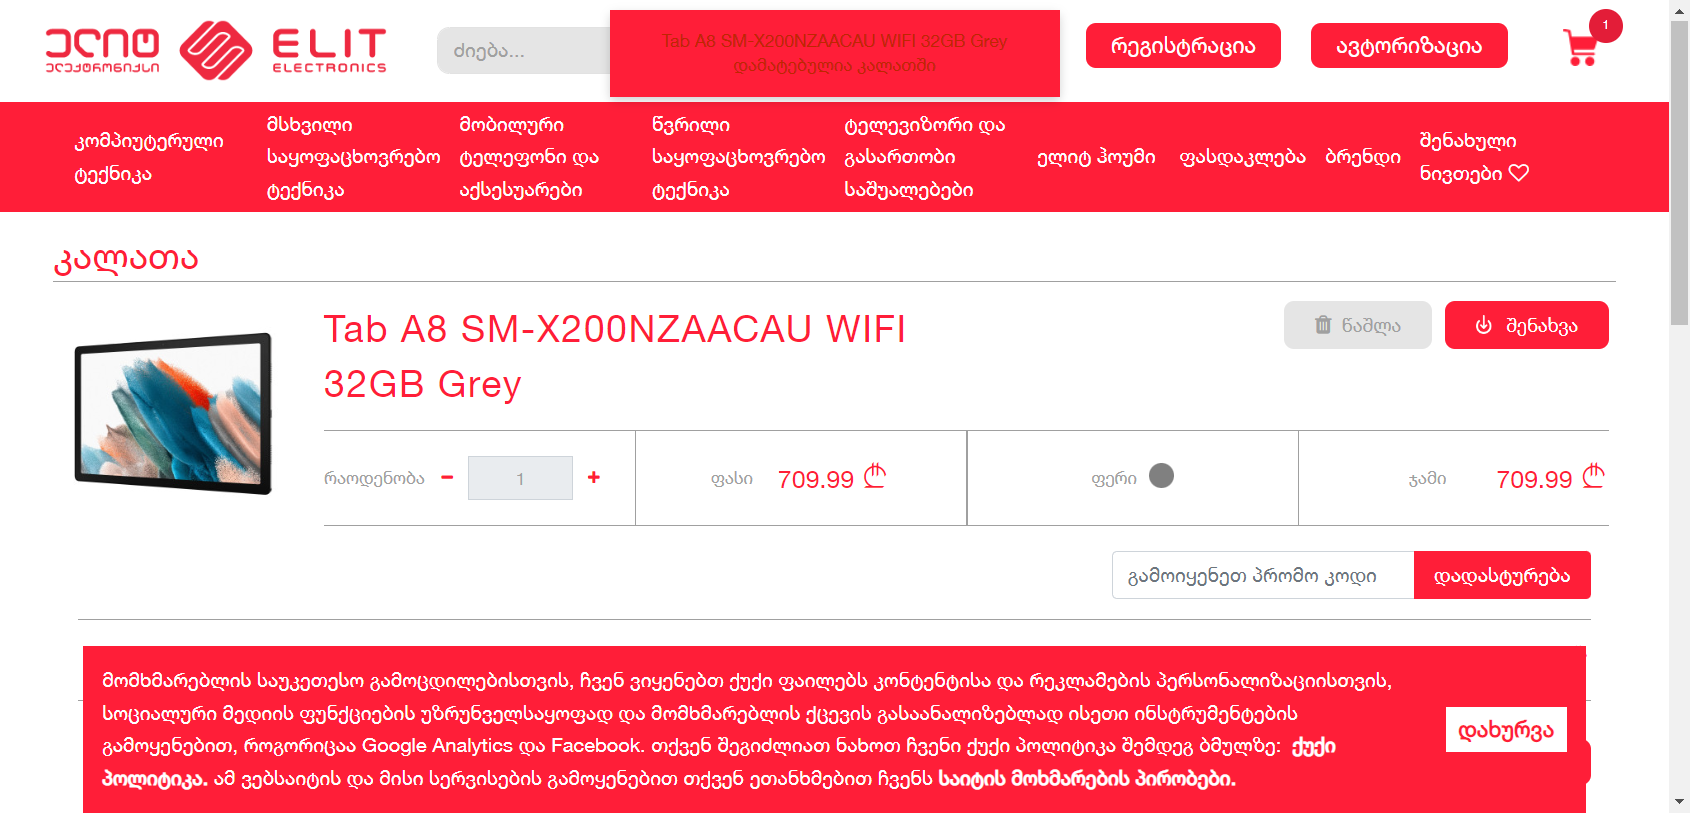 ელიტ
ელექტრონიქსი
ELIT
ELECTRONICS
ძიება...
Tab A8 SM-X200NZAACAU WIFI 32GB Grey
დამატებულია კალათში
რეგისტრაცია
ავტორიზაცია
1
კომპიუტერული
ტექნიკა
მსხვილი
საყოფაცხოვრებო
ტექნიკა
მობილური
ტელეფონი და
აქსესუარები
წვრილი
საყოფაცხოვრებო
ტექნიკა
ტელევიზორი და
გასართობი
საშუალებები
ელიტ ჰოუმი
ფასდაკლება
ბრენდი
შენახული
ნივთები
კალათა
Tab A8 SM-X200NZAACAU WIFI
32GB Grey
წაშლა
შენახვა
რაოდენობა − 1 +
ფასი 709.99 ₾
ფერი
ჯამი 709.99 ₾
გამოიყენეთ პრომო კოდი
დადასტურება
მომხმარებლის საუკეთესო გამოცდილებისთვის, ჩვენ ვიყენებთ ქუქი ფაილებს კონტენტისა და რეკლამების პერსონალიზაციისთვის,
სოციალური მედიის ფუნქციების უზრუნველსაყოფად და მომხმარებლის ქცევის გასაანალიზებლად ისეთი ინსტრუმენტების
გამოყენებით, როგორიცაა Google Analytics და Facebook. თქვენ შეგიძლიათ ნახოთ ჩვენი ქუქი პოლიტიკა შემდეგ ბმულზე: ქუქი
პოლიტიკა. ამ ვებსაიტის და მისი სერვისების გამოყენებით თქვენ ეთანხმებით ჩვენს საიტის მოხმარების პირობები.
დახურვა